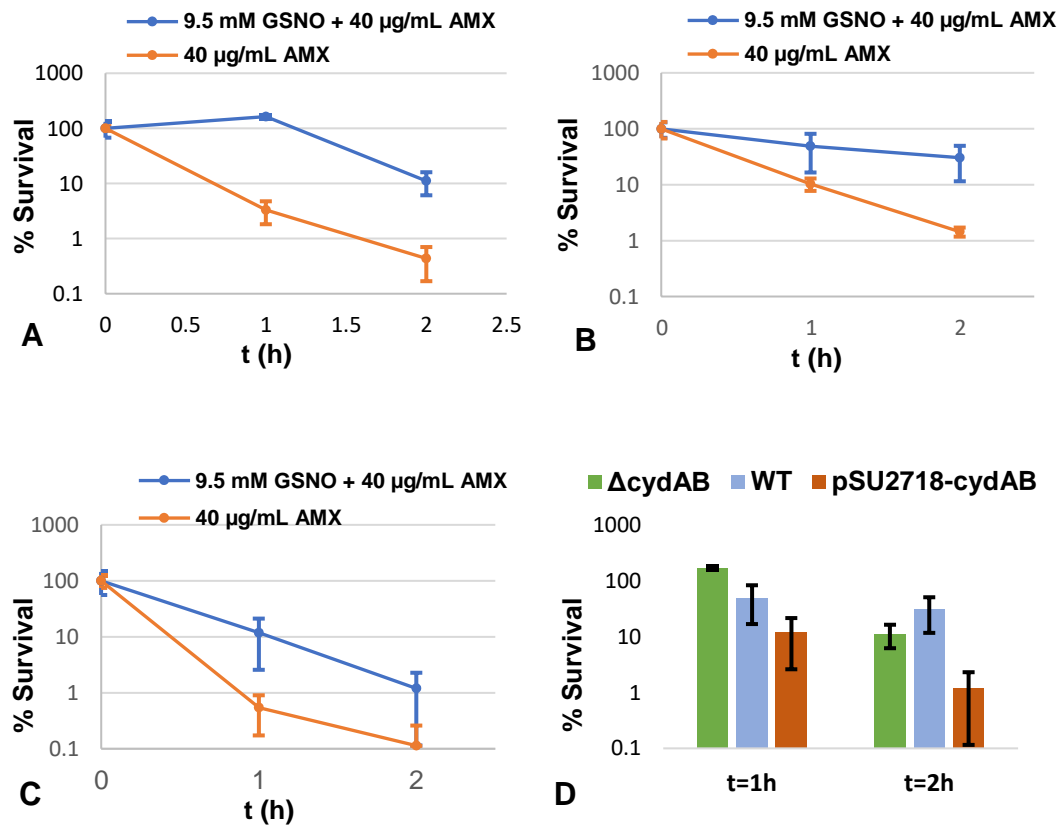 9.5 mM GSNO + 40 µg/mL AMX
40 µg/mL AMX
% Survival
1000
100
10
1
0.1
0 0.5 1 1.5 2 2.5
t (h)
A
9.5 mM GSNO + 40 µg/mL AMX
40 µg/mL AMX
% Survival
1000
100
10
1
0.1
0 1 2
t (h)
B
9.5 mM GSNO + 40 µg/mL AMX
40 µg/mL AMX
% Survival
1000
100
10
1
0.1
0 1 2
t (h)
C
ΔcydAB WT pSU2718-cydAB
% Survival
1000
100
10
1
0.1
t=1h t=2h
D